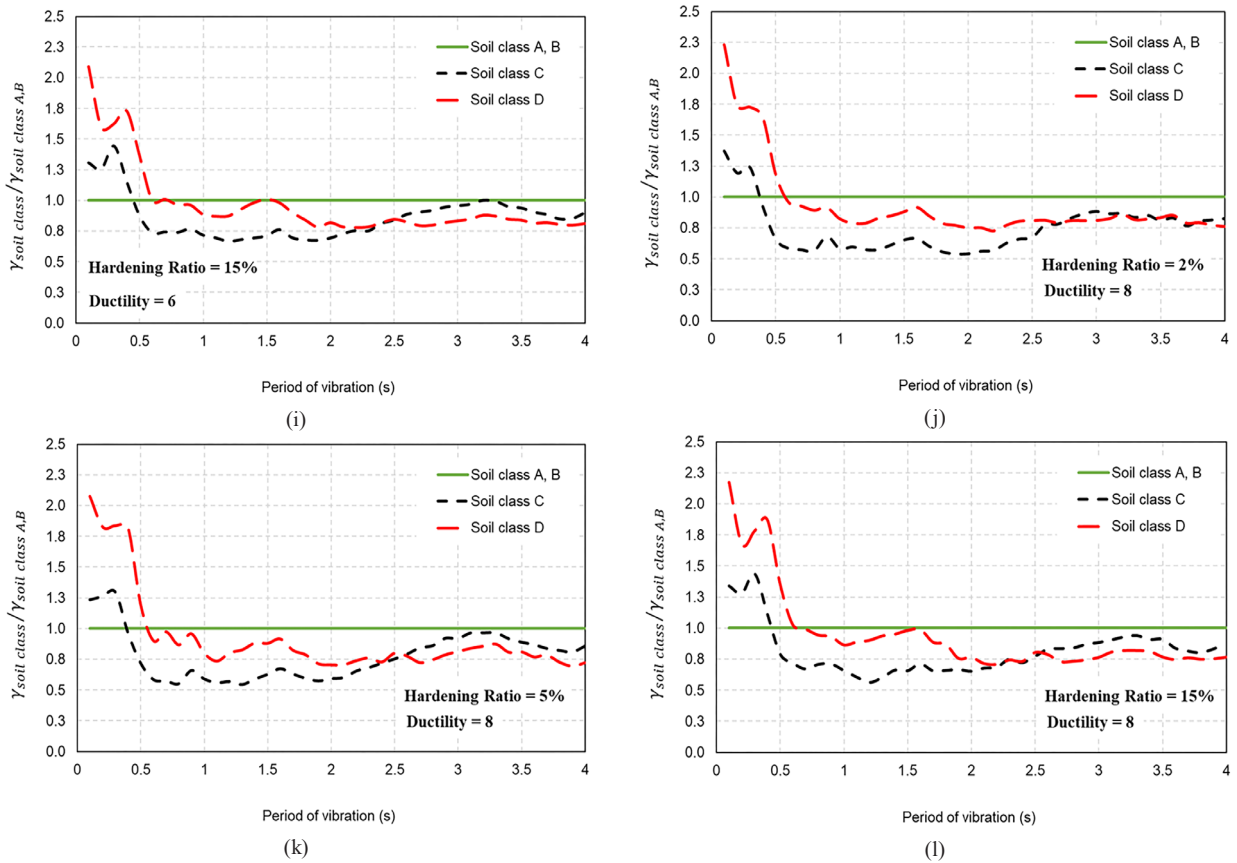 2.5
2.3
2.0
1.8
1.5
1.3
1.0
0.8
0.5
0.3
0.0
γsoil class/γsoil class A,B
Soil class A, B
Soil class C
Soil class D
Hardening Ratio = 15%
Ductility = 6
0 0.5 1 1.5 2 2.5 3 3.5 4
Period of vibration (s)
(i)
2.5
2.3
2.0
1.8
1.5
1.3
1.0
0.8
0.5
0.3
0.0
γsoil class/γsoil class A,B
Soil class A, B
Soil class C
Soil class D
Hardening Ratio = 2%
Ductility = 8
0 0.5 1 1.5 2 2.5 3 3.5 4
Period of vibration (s)
(j)
2.5
2.3
2.0
1.8
1.5
1.3
1.0
0.8
0.5
0.3
0.0
γsoil class/γsoil class A,B
Soil class A, B
Soil class C
Soil class D
Hardening Ratio = 5%
Ductility = 8
0 0.5 1 1.5 2 2.5 3 3.5 4
Period of vibration (s)
(k)
2.5
2.3
2.0
1.8
1.5
1.3
1.0
0.8
0.5
0.3
0.0
γsoil class/γsoil class A,B
Soil class A, B
Soil class C
Soil class D
Hardening Ratio = 15%
Ductility = 8
0 0.5 1 1.5 2 2.5 3 3.5 4
Period of vibration (s)
(l)